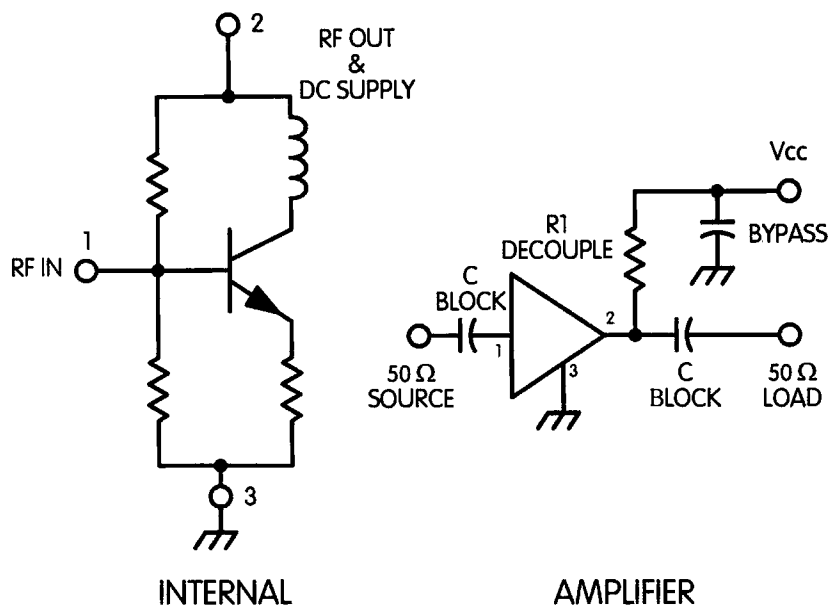 2
RF OUT
&
DC SUPPLY
1
RF IN
3
INTERNAL
Vcc
R1
DECOUPLE
BYPASS
C
BLOCK
1
2
3
50 Ω
SOURCE
C
BLOCK
50 Ω
LOAD
AMPLIFIER